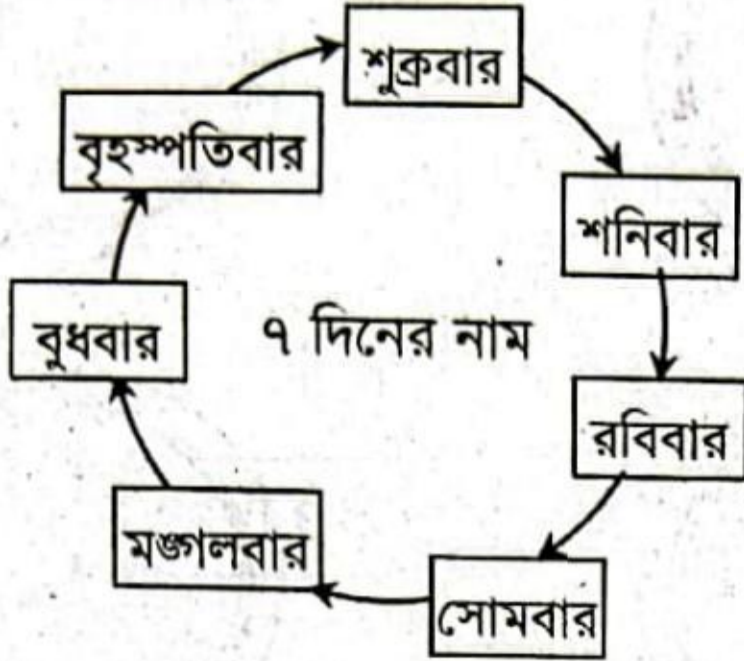 শুক্রবার
বৃহস্পতিবার
শনিবার
বুধবার
৭ দিনের নাম
রবিবার
মঙ্গলবার
সোমবার